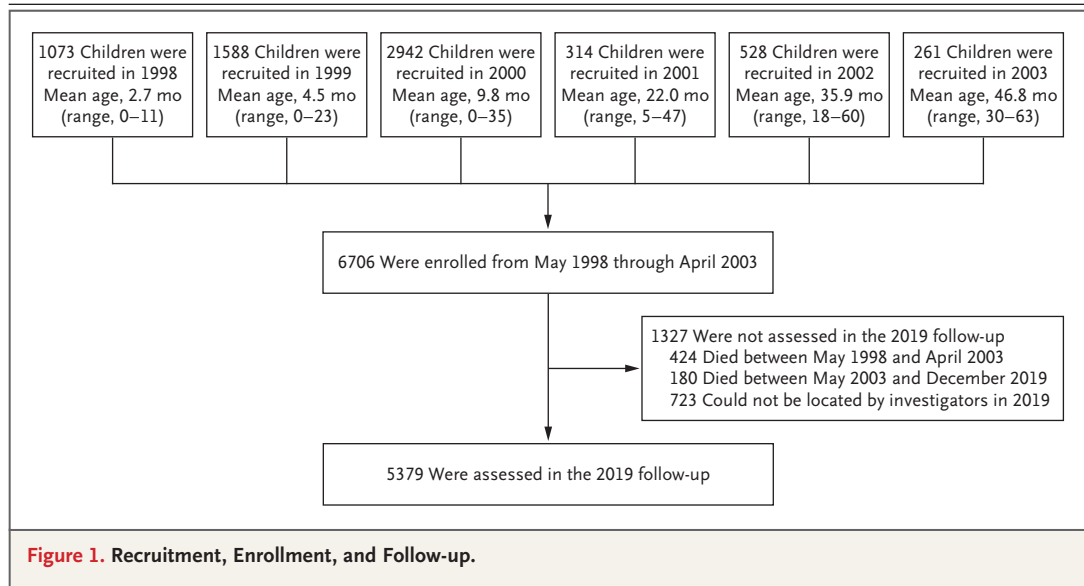 1073 Children were
recruited in 1998
Mean age, 2.7 mo
(range, 0–11)
1588 Children were
recruited in 1999
Mean age, 4.5 mo
(range, 0–23)
2942 Children were
recruited in 2000
Mean age, 9.8 mo
(range, 0–35)
314 Children were
recruited in 2001
Mean age, 22.0 mo
(range, 5–47)
528 Children were
recruited in 2002
Mean age, 35.9 mo
(range, 18–60)
261 Children were
recruited in 2003
Mean age, 46.8 mo
(range, 30–63)
6706 Were enrolled from May 1998 through April 2003
1327 Were not assessed in the 2019 follow-up
424 Died between May 1998 and April 2003
180 Died between May 2003 and December 2019
723 Could not be located by investigators in 2019
5379 Were assessed in the 2019 follow-up
Figure 1. Recruitment, Enrollment, and Follow-up.